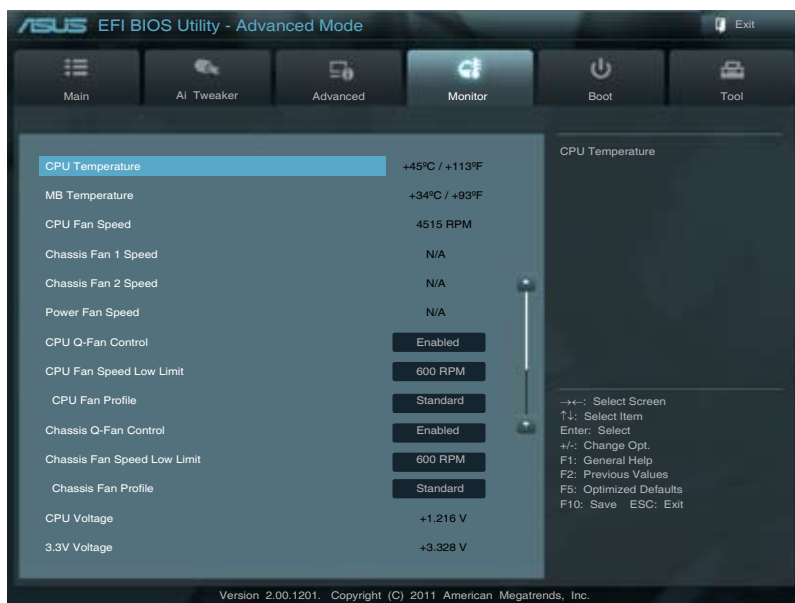 ASUS EFI BIOS Utility - Advanced Mode
Exit
Main
Ai Tweaker
Advanced
Monitor
Boot
Tool
CPU Temperature +45ºC / +113ºF
MB Temperature +34ºC / +93ºF
CPU Fan Speed 4515 RPM
Chassis Fan 1 Speed N/A
Chassis Fan 2 Speed N/A
Power Fan Speed N/A
CPU Q-Fan Control Enabled
CPU Fan Speed Low Limit 600 RPM
CPU Fan Profile Standard
Chassis Q-Fan Control Enabled
Chassis Fan Speed Low Limit 600 RPM
Chassis Fan Profile Standard
CPU Voltage +1.216 V
3.3V Voltage +3.328 V
CPU Temperature
→←: Select Screen
↑↓: Select Item
Enter: Select
+/-: Change Opt.
F1: General Help
F2: Previous Values
F5: Optimized Defaults
F10: Save ESC: Exit
Version 2.00.1201. Copyright (C) 2011 American Megatrends, Inc.